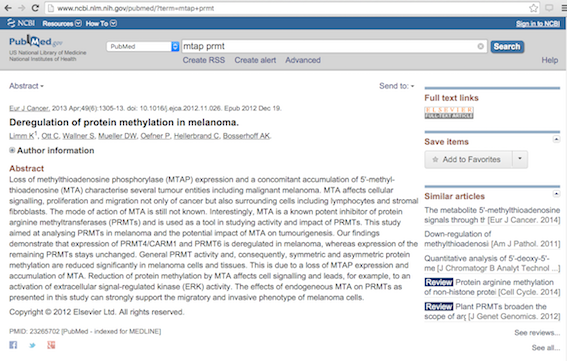 www.ncbi.nlm.nih.gov/pubmed/?term=mtap+prmt
NCBI Resources How To Sign in to NCBI
PubMed.gov
US National Library of Medicine
National Institutes of Health
PubMed mtap prmt Search
Create RSS Create alert Advanced Help
Abstract Send to:
Eur J Cancer. 2013 Apr;49(6):1305-13. doi: 10.1016/j.ejca.2012.11.026. Epub 2012 Dec 19.
Deregulation of protein methylation in melanoma.
Limm K1, Ott C, Wallner S, Mueller DW, Oefner P, Hellerbrand C, Bosserhoff AK.
Author information
Abstract
Loss of methylthioadenosine phosphorylase (MTAP) expression and a concomitant accumulation of 5'-methyl-
thioadenosine (MTA) characterise several tumour entities including malignant melanoma. MTA affects cellular
signalling, proliferation and migration not only of cancer but also surrounding cells including lymphocytes and stromal
fibroblasts. The mode of action of MTA is still not known. Interestingly, MTA is a known potent inhibitor of protein
arginine methyltransferases (PRMTs) and is used as a tool in studying activity and impact of PRMTs. This study
aimed at analysing PRMTs in melanoma and the potential impact of MTA on tumourigenesis. Our findings
demonstrate that expression of PRMT4/CARM1 and PRMT6 is deregulated in melanoma, whereas expression of the
remaining PRMTs stays unchanged. General PRMT activity and, consequently, symmetric and asymmetric protein
methylation are reduced significantly in melanoma cells and tissues. This is due to a loss of MTAP expression and
accumulation of MTA. Reduction of protein methylation by MTA affects cell signalling and leads, for example, to an
activation of extracellular signal-regulated kinase (ERK) activity. The effects of endogeneous MTA on PRMTs as
presented in this study can strongly support the migratory and invasive phenotype of melanoma cells.
Copyright © 2012 Elsevier Ltd. All rights reserved.
PMID: 23265702 [PubMed - indexed for MEDLINE]
Full text links
ELSEVIER
FULL-TEXT ARTICLE
Save items
Add to Favorites
Similar articles
The metabolite 5'-methylthioadenosine
signals through th [Eur J Cancer. 2014]
Down-regulation of
methylthioadenosi [Am J Pathol. 2011]
Quantitative analysis of 5'-deoxy-5'-
me [J Chromatogr B Analyt Technol ...]
Review Protein arginine methylation
of non-histone protei [Cell Cycle. 2014]
Review Plant PRMTs broaden the
scope of arg [J Genet Genomics. 2012]
See reviews...
See all...